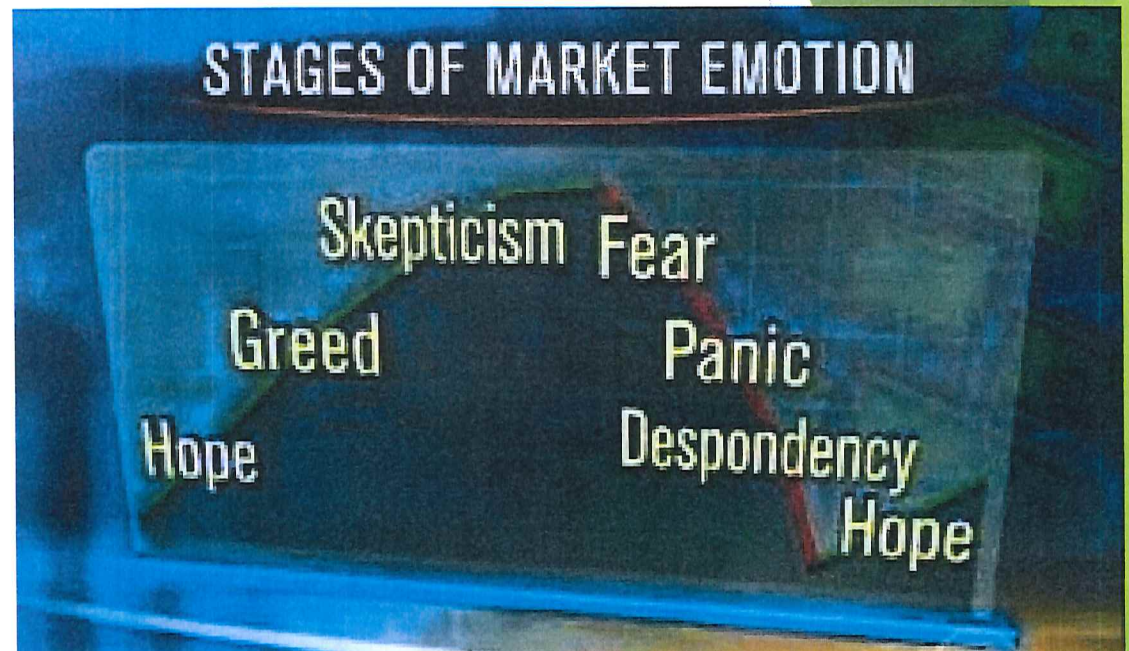 STAGES OF MARKET EMOTION
Skepticism
Fear
Greed
Panic
Hope
Despondency
Hope